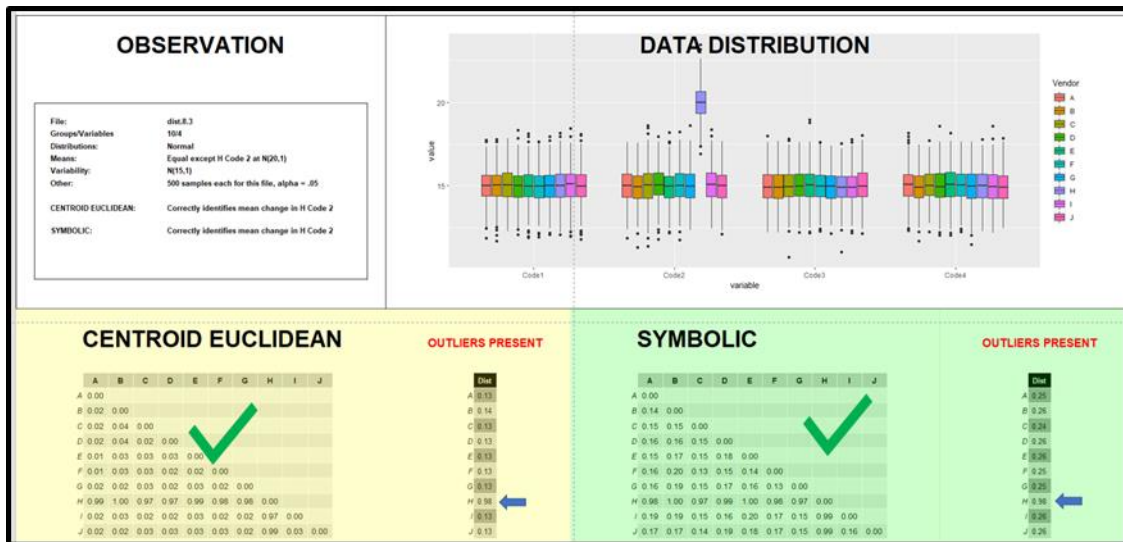 OBSERVATION
File: dist.8.3
Groups/Variables 10/4
Distributions: Normal
Means: Equal except H Code 2 at N(20,1)
Variability: N(15,1)
Other: 500 samples each for this file, alpha = .05
CENTROID EUCLIDEAN: Correctly identifies mean change in H Code 2
SYMBOLIC: Correctly identifies mean change in H Code 2
DATA DISTRIBUTION
value
20
15
Code1 Code2 Code3 Code4
variable
Vendor
A
B
C
D
E
F
G
H
I
J
CENTROID EUCLIDEAN
OUTLIERS PRESENT
A B C D E F G H I J
A 0.00
B 0.02 0.00
C 0.02 0.04 0.00
D 0.02 0.04 0.02 0.00
E 0.01 0.03 0.03 0.03 0.00
F 0.01 0.03 0.03 0.02 0.02 0.00
G 0.02 0.02 0.03 0.02 0.03 0.02 0.00
H 0.99 1.00 0.97 0.97 0.99 0.98 0.98 0.00
I 0.02 0.03 0.02 0.02 0.03 0.02 0.02 0.97 0.00
J 0.02 0.02 0.03 0.03 0.03 0.03 0.02 0.99 0.03 0.00
Dist
A 0.13
B 0.14
C 0.13
D 0.13
E 0.13
F 0.13
G 0.13
H 0.98
I 0.13
J 0.13
SYMBOLIC
OUTLIERS PRESENT
A B C D E F G H I J
A 0.00
B 0.14 0.00
C 0.15 0.15 0.00
D 0.16 0.16 0.15 0.00
E 0.15 0.17 0.15 0.18 0.00
F 0.16 0.20 0.13 0.15 0.14 0.00
G 0.16 0.19 0.15 0.17 0.16 0.13 0.00
H 0.98 1.00 0.97 0.99 1.00 0.98 0.97 0.00
I 0.19 0.19 0.15 0.16 0.20 0.17 0.15 0.99 0.00
J 0.17 0.17 0.14 0.19 0.18 0.17 0.15 0.99 0.16 0.00
Dist
A 0.25
B 0.26
C 0.24
D 0.26
E 0.26
F 0.25
G 0.25
H 0.98
I 0.26
J 0.26